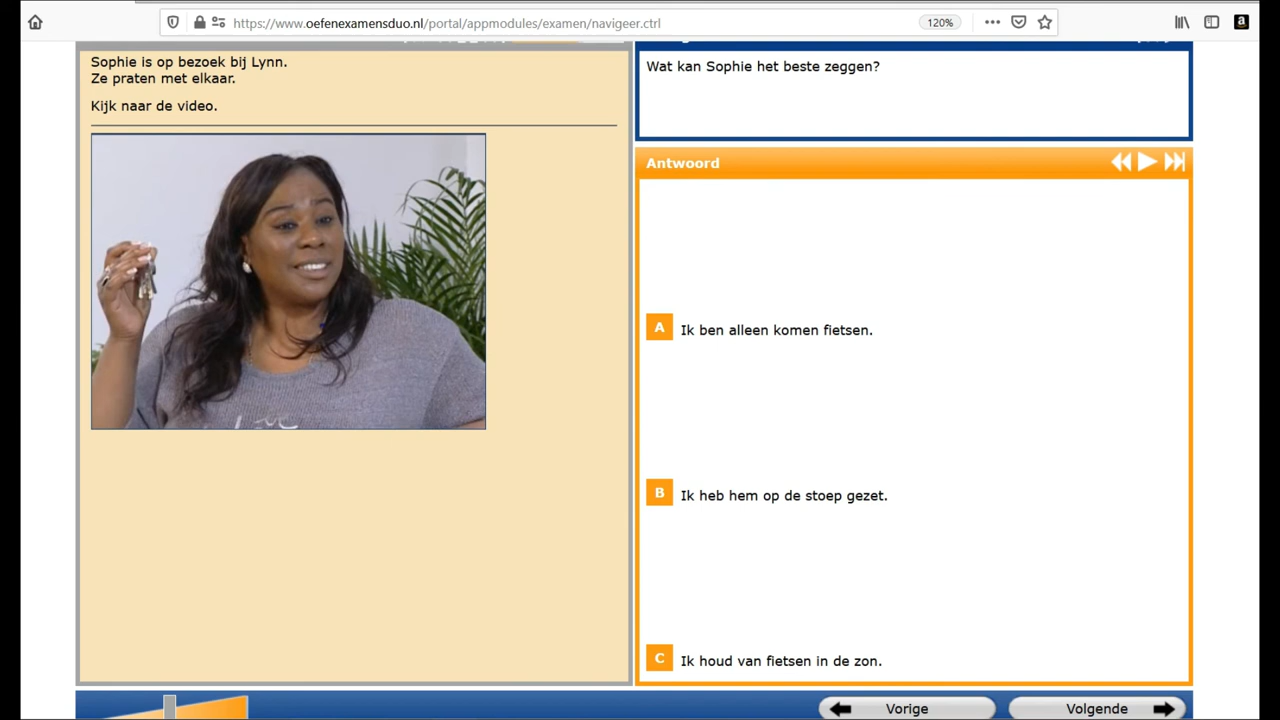 https://www.oefenexamensduo.nl/portal/appmodules/examen/navigeer.ctrl
120%
Sophie is op bezoek bij Lynn.
Ze praten met elkaar.
Kijk naar de video.
Wat kan Sophie het beste zeggen?
Antwoord
A Ik ben alleen komen fietsen.
B Ik heb hem op de stoep gezet.
C Ik houd van fietsen in de zon.
Vorige
Volgende